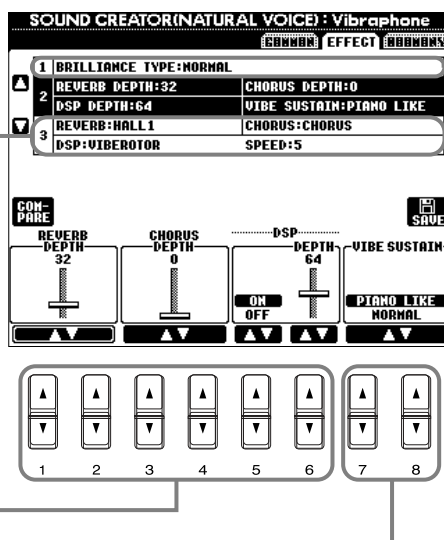 SOUND CREATOR(NATURAL VOICE) : Vibraphone
COMMON EFFECT HARMONY
1 BRILLIANCE TYPE:NORMAL
2 REVERB DEPTH:32 CHORUS DEPTH:0
DSP DEPTH:64 VIBE SUSTAIN:PIANO LIKE
3 REVERB:HALL1 CHORUS:CHORUS
DSP:VIBEROTOR SPEED:5
COM-
PARE
SAVE
REVERB DEPTH 32
CHORUS DEPTH 0
DSP
DEPTH 64
ON
OFF
VIBE SUSTAIN
PIANO LIKE
NORMAL
1 2 3 4 5 6 7 8